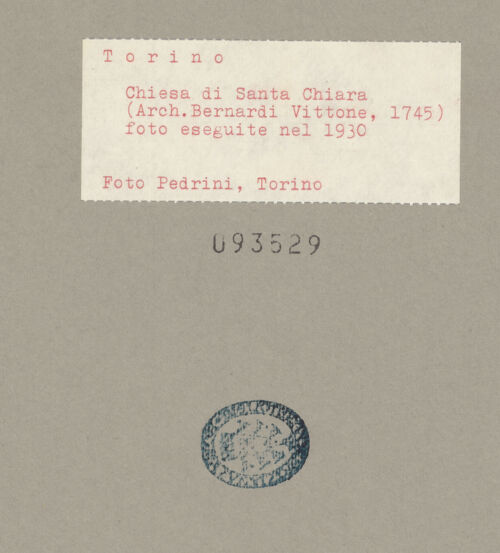 T o r i n o
Chiesa di Santa Chiara
(Arch.Bernardi Vittone, 1745)
foto eseguite nel 1930
Foto Pedrini, Torino
093529